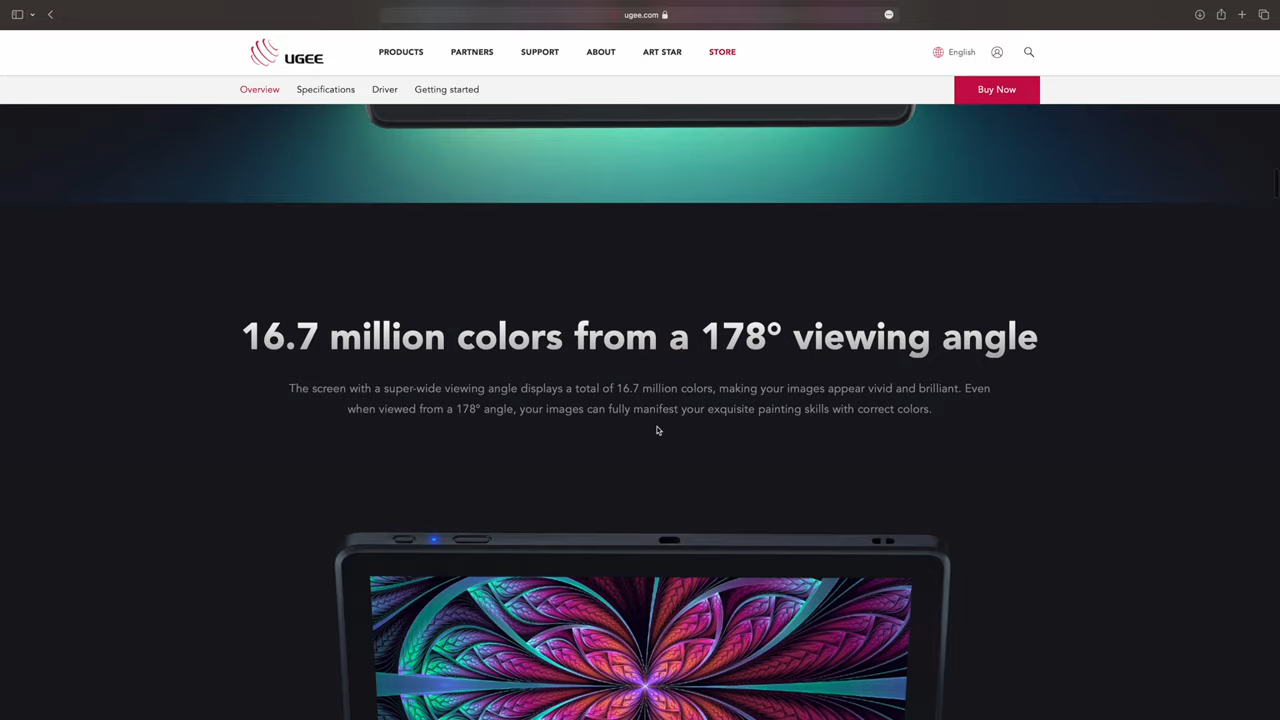 ugee.com
UGEE
PRODUCTS PARTNERS SUPPORT ABOUT ART STAR STORE
English
Overview Specifications Driver Getting started
Buy Now
16.7 million colors from a 178° viewing angle
The screen with a super-wide viewing angle displays a total of 16.7 million colors, making your images appear vivid and brilliant. Even
when viewed from a 178° angle, your images can fully manifest your exquisite painting skills with correct colors.